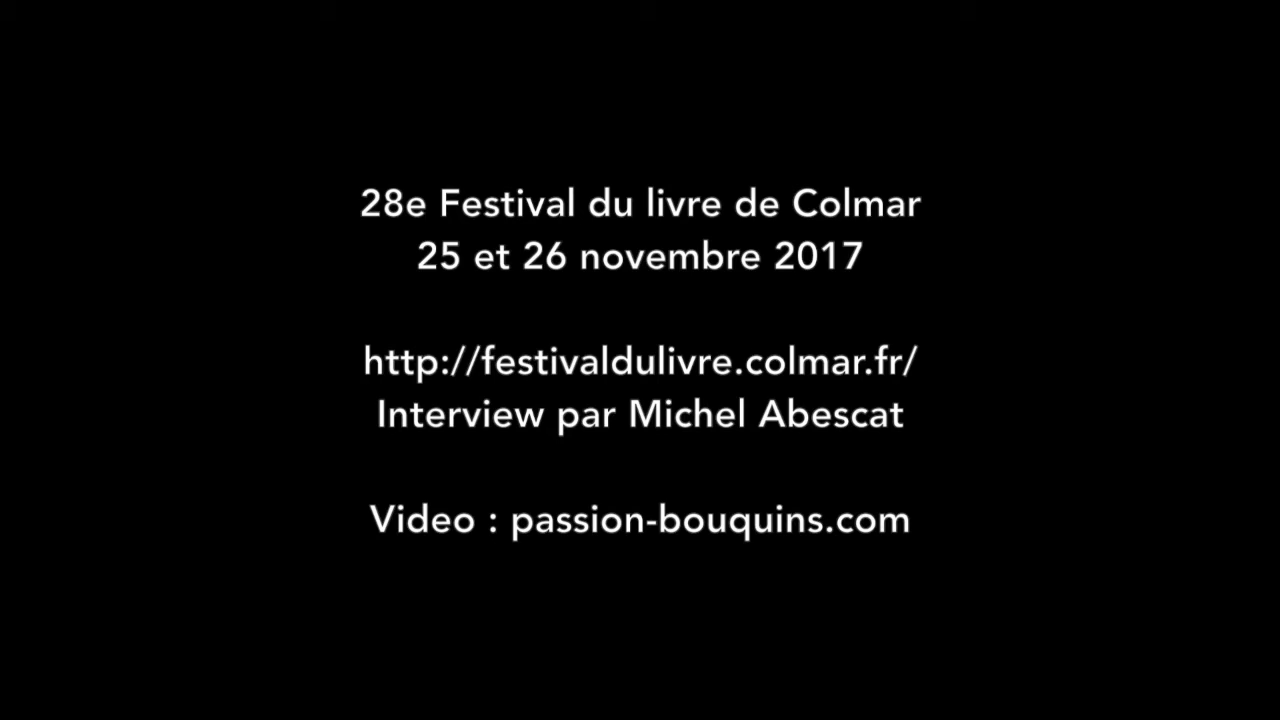 28e Festival du livre de Colmar
25 et 26 novembre 2017
http://festivaldulivre.colmar.fr/
Interview par Michel Abescat
Video : passion-bouquins.com